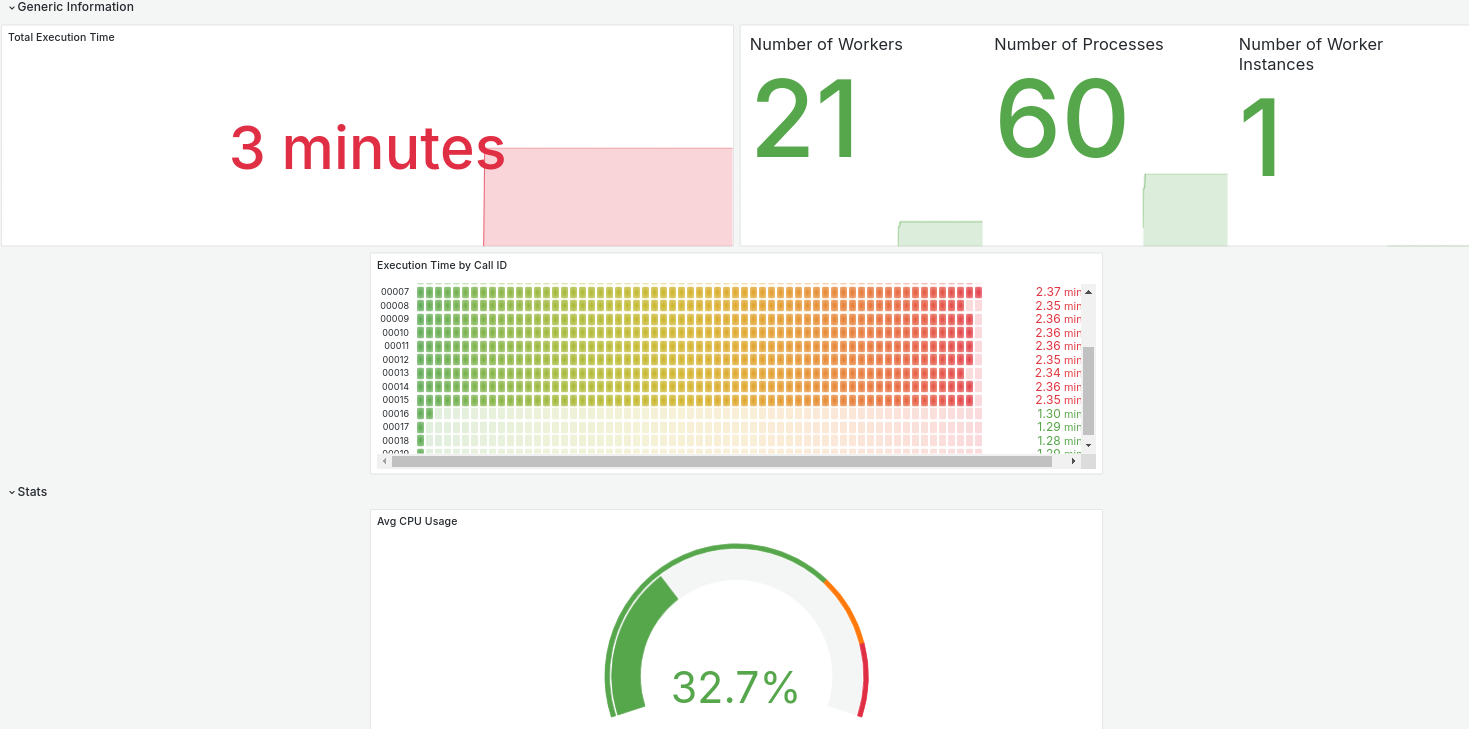 Generic Information
Total Execution Time
3 minutes
Number of Workers
21
Number of Processes
60
Number of Worker
Instances
1
Execution Time by Call ID
00007 2.37 min
00008 2.35 min
00009 2.36 min
00010 2.36 min
00011 2.36 min
00012 2.35 min
00013 2.34 min
00014 2.36 min
00015 2.35 min
00016 1.30 min
00017 1.29 min
00018 1.28 min
Stats
Avg CPU Usage
32.7%